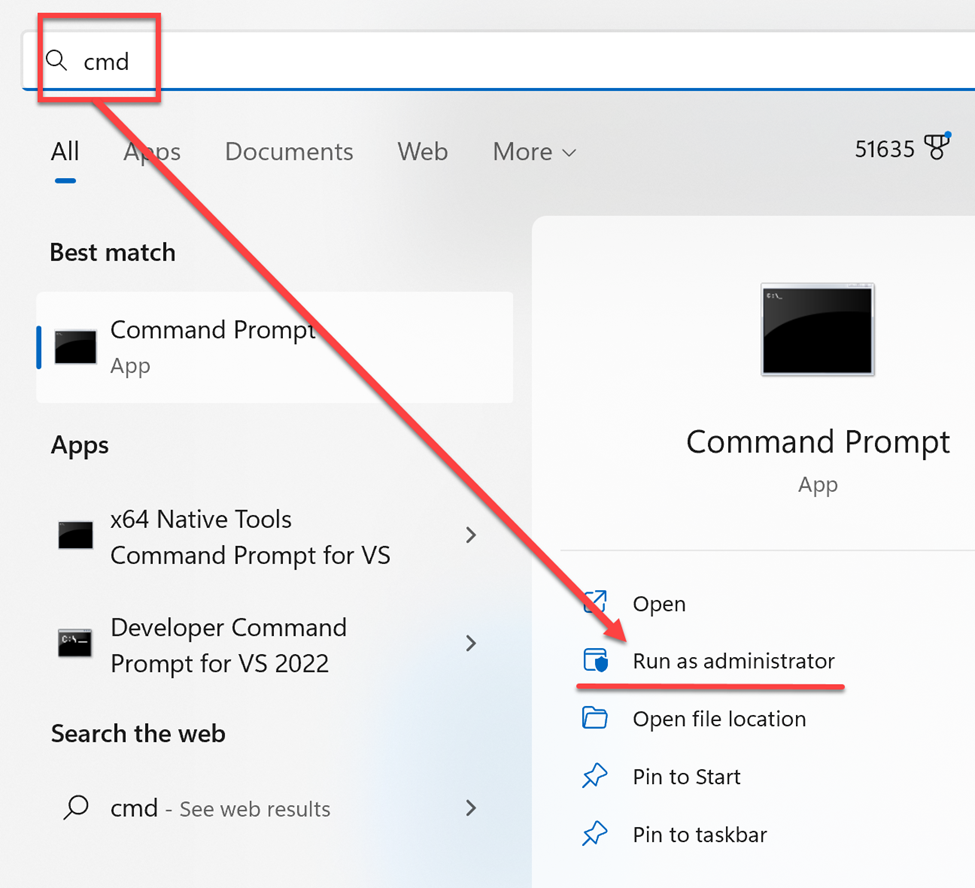 cmd
All Apps Documents Web More 51635
Best match
Command Prompt
App
Apps
x64 Native Tools
Command Prompt for VS
Developer Command
Prompt for VS 2022
Search the web
cmd - See web results
Command Prompt
App
Open
Run as administrator
Open file location
Pin to Start
Pin to taskbar